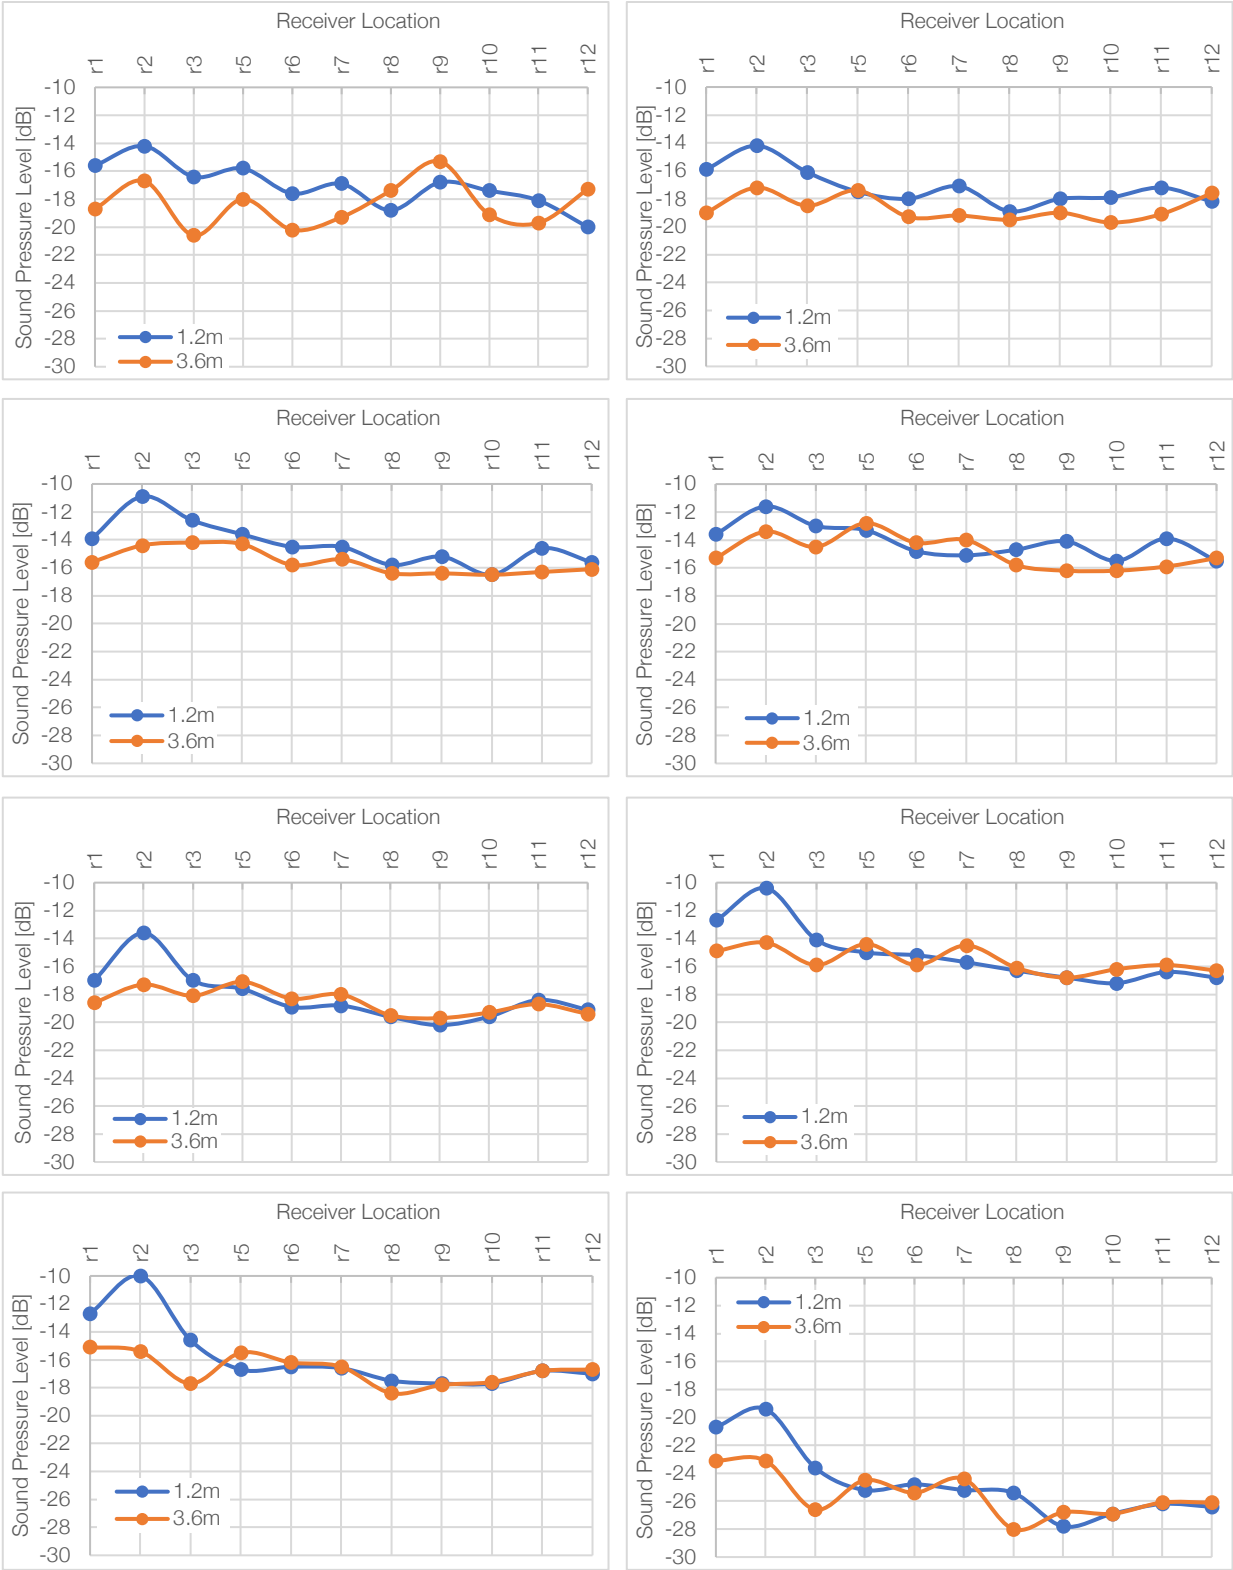 Receiver Location
r1 r2 r3 r5 r6 r7 r8 r9 r10 r11 r12
Sound Pressure Level [dB]
-10
-12
-14
-16
-18
-20
-22
-24
-26
-28
-30
1.2m
3.6m
Receiver Location
r1 r2 r3 r5 r6 r7 r8 r9 r10 r11 r12
Sound Pressure Level [dB]
-10
-12
-14
-16
-18
-20
-22
-24
-26
-28
-30
1.2m
3.6m
Receiver Location
r1 r2 r3 r5 r6 r7 r8 r9 r10 r11 r12
Sound Pressure Level [dB]
-10
-12
-14
-16
-18
-20
-22
-24
-26
-28
-30
1.2m
3.6m
Receiver Location
r1 r2 r3 r5 r6 r7 r8 r9 r10 r11 r12
Sound Pressure Level [dB]
-10
-12
-14
-16
-18
-20
-22
-24
-26
-28
-30
1.2m
3.6m
Receiver Location
r1 r2 r3 r5 r6 r7 r8 r9 r10 r11 r12
Sound Pressure Level [dB]
-10
-12
-14
-16
-18
-20
-22
-24
-26
-28
-30
1.2m
3.6m
Receiver Location
r1 r2 r3 r5 r6 r7 r8 r9 r10 r11 r12
Sound Pressure Level [dB]
-10
-12
-14
-16
-18
-20
-22
-24
-26
-28
-30
1.2m
3.6m
Receiver Location
r1 r2 r3 r5 r6 r7 r8 r9 r10 r11 r12
Sound Pressure Level [dB]
-10
-12
-14
-16
-18
-20
-22
-24
-26
-28
-30
1.2m
3.6m
Receiver Location
r1 r2 r3 r5 r6 r7 r8 r9 r10 r11 r12
Sound Pressure Level [dB]
-10
-12
-14
-16
-18
-20
-22
-24
-26
-28
-30
1.2m
3.6m